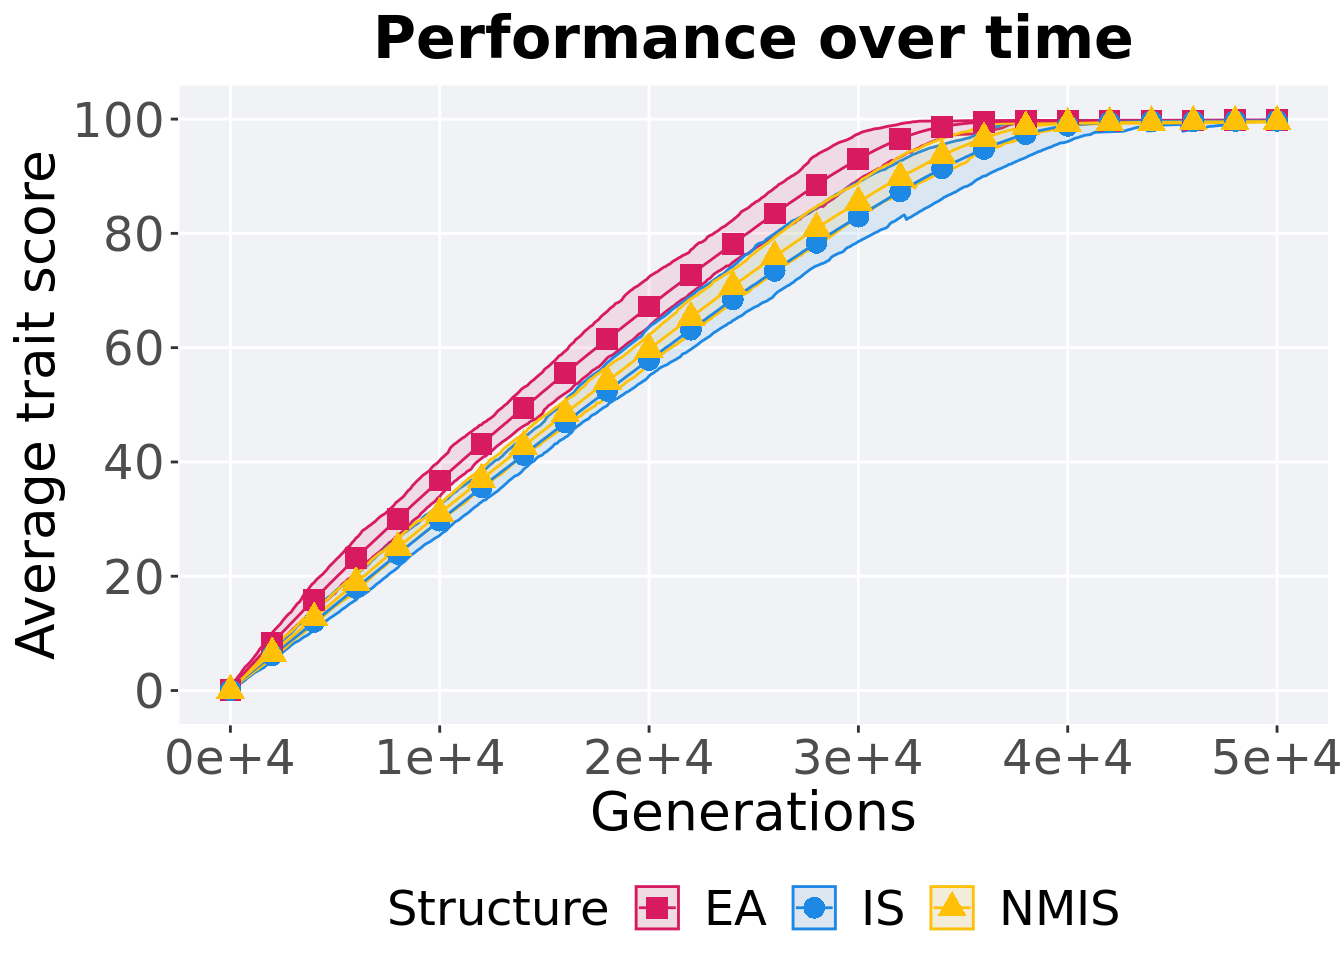 Performance over time
Average trait score
100
80
60
40
20
0
0e+4 1e+4 2e+4 3e+4 4e+4 5e+4
Generations
Structure EA IS NMIS